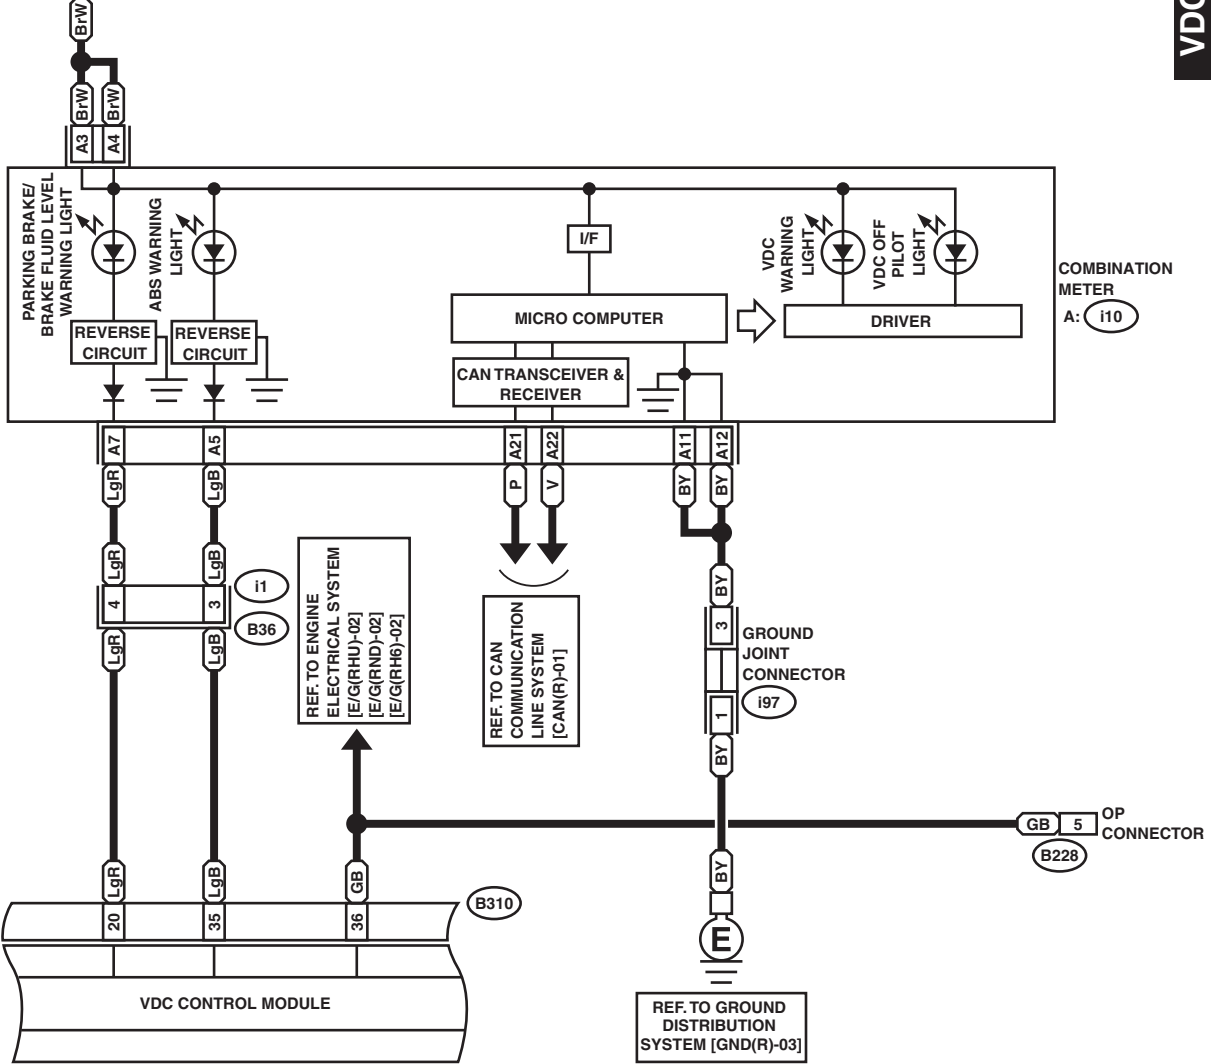 VDC
BrW
BrW
BrW
A3
A4
PARKING BRAKE/
BRAKE FLUID LEVEL
WARNING LIGHT
ABS WARNING
LIGHT
I/F
VDC
WARNING
LIGHT
VDC OFF
PILOT
LIGHT
COMBINATION
METER
A: i10
REVERSE
CIRCUIT
REVERSE
CIRCUIT
MICRO COMPUTER
DRIVER
CAN TRANSCEIVER &
RECEIVER
A7
A5
A21
A22
A11
A12
LgR
LgB
P
V
BY
BY
LgR
LgB
4
3
i1
B36
LgR
LgB
REF. TO ENGINE
ELECTRICAL SYSTEM
[E/G(RHU)-02]
[E/G(RND)-02]
[E/G(RH6)-02]
REF. TO CAN
COMMUNICATION
LINE SYSTEM
[CAN(R)-01]
BY
3
GROUND
JOINT
CONNECTOR
i97
1
BY
GB
5
OP
CONNECTOR
B228
LgR
LgB
GB
BY
20
35
36
B310
E
VDC CONTROL MODULE
REF. TO GROUND
DISTRIBUTION
SYSTEM [GND(R)-03]